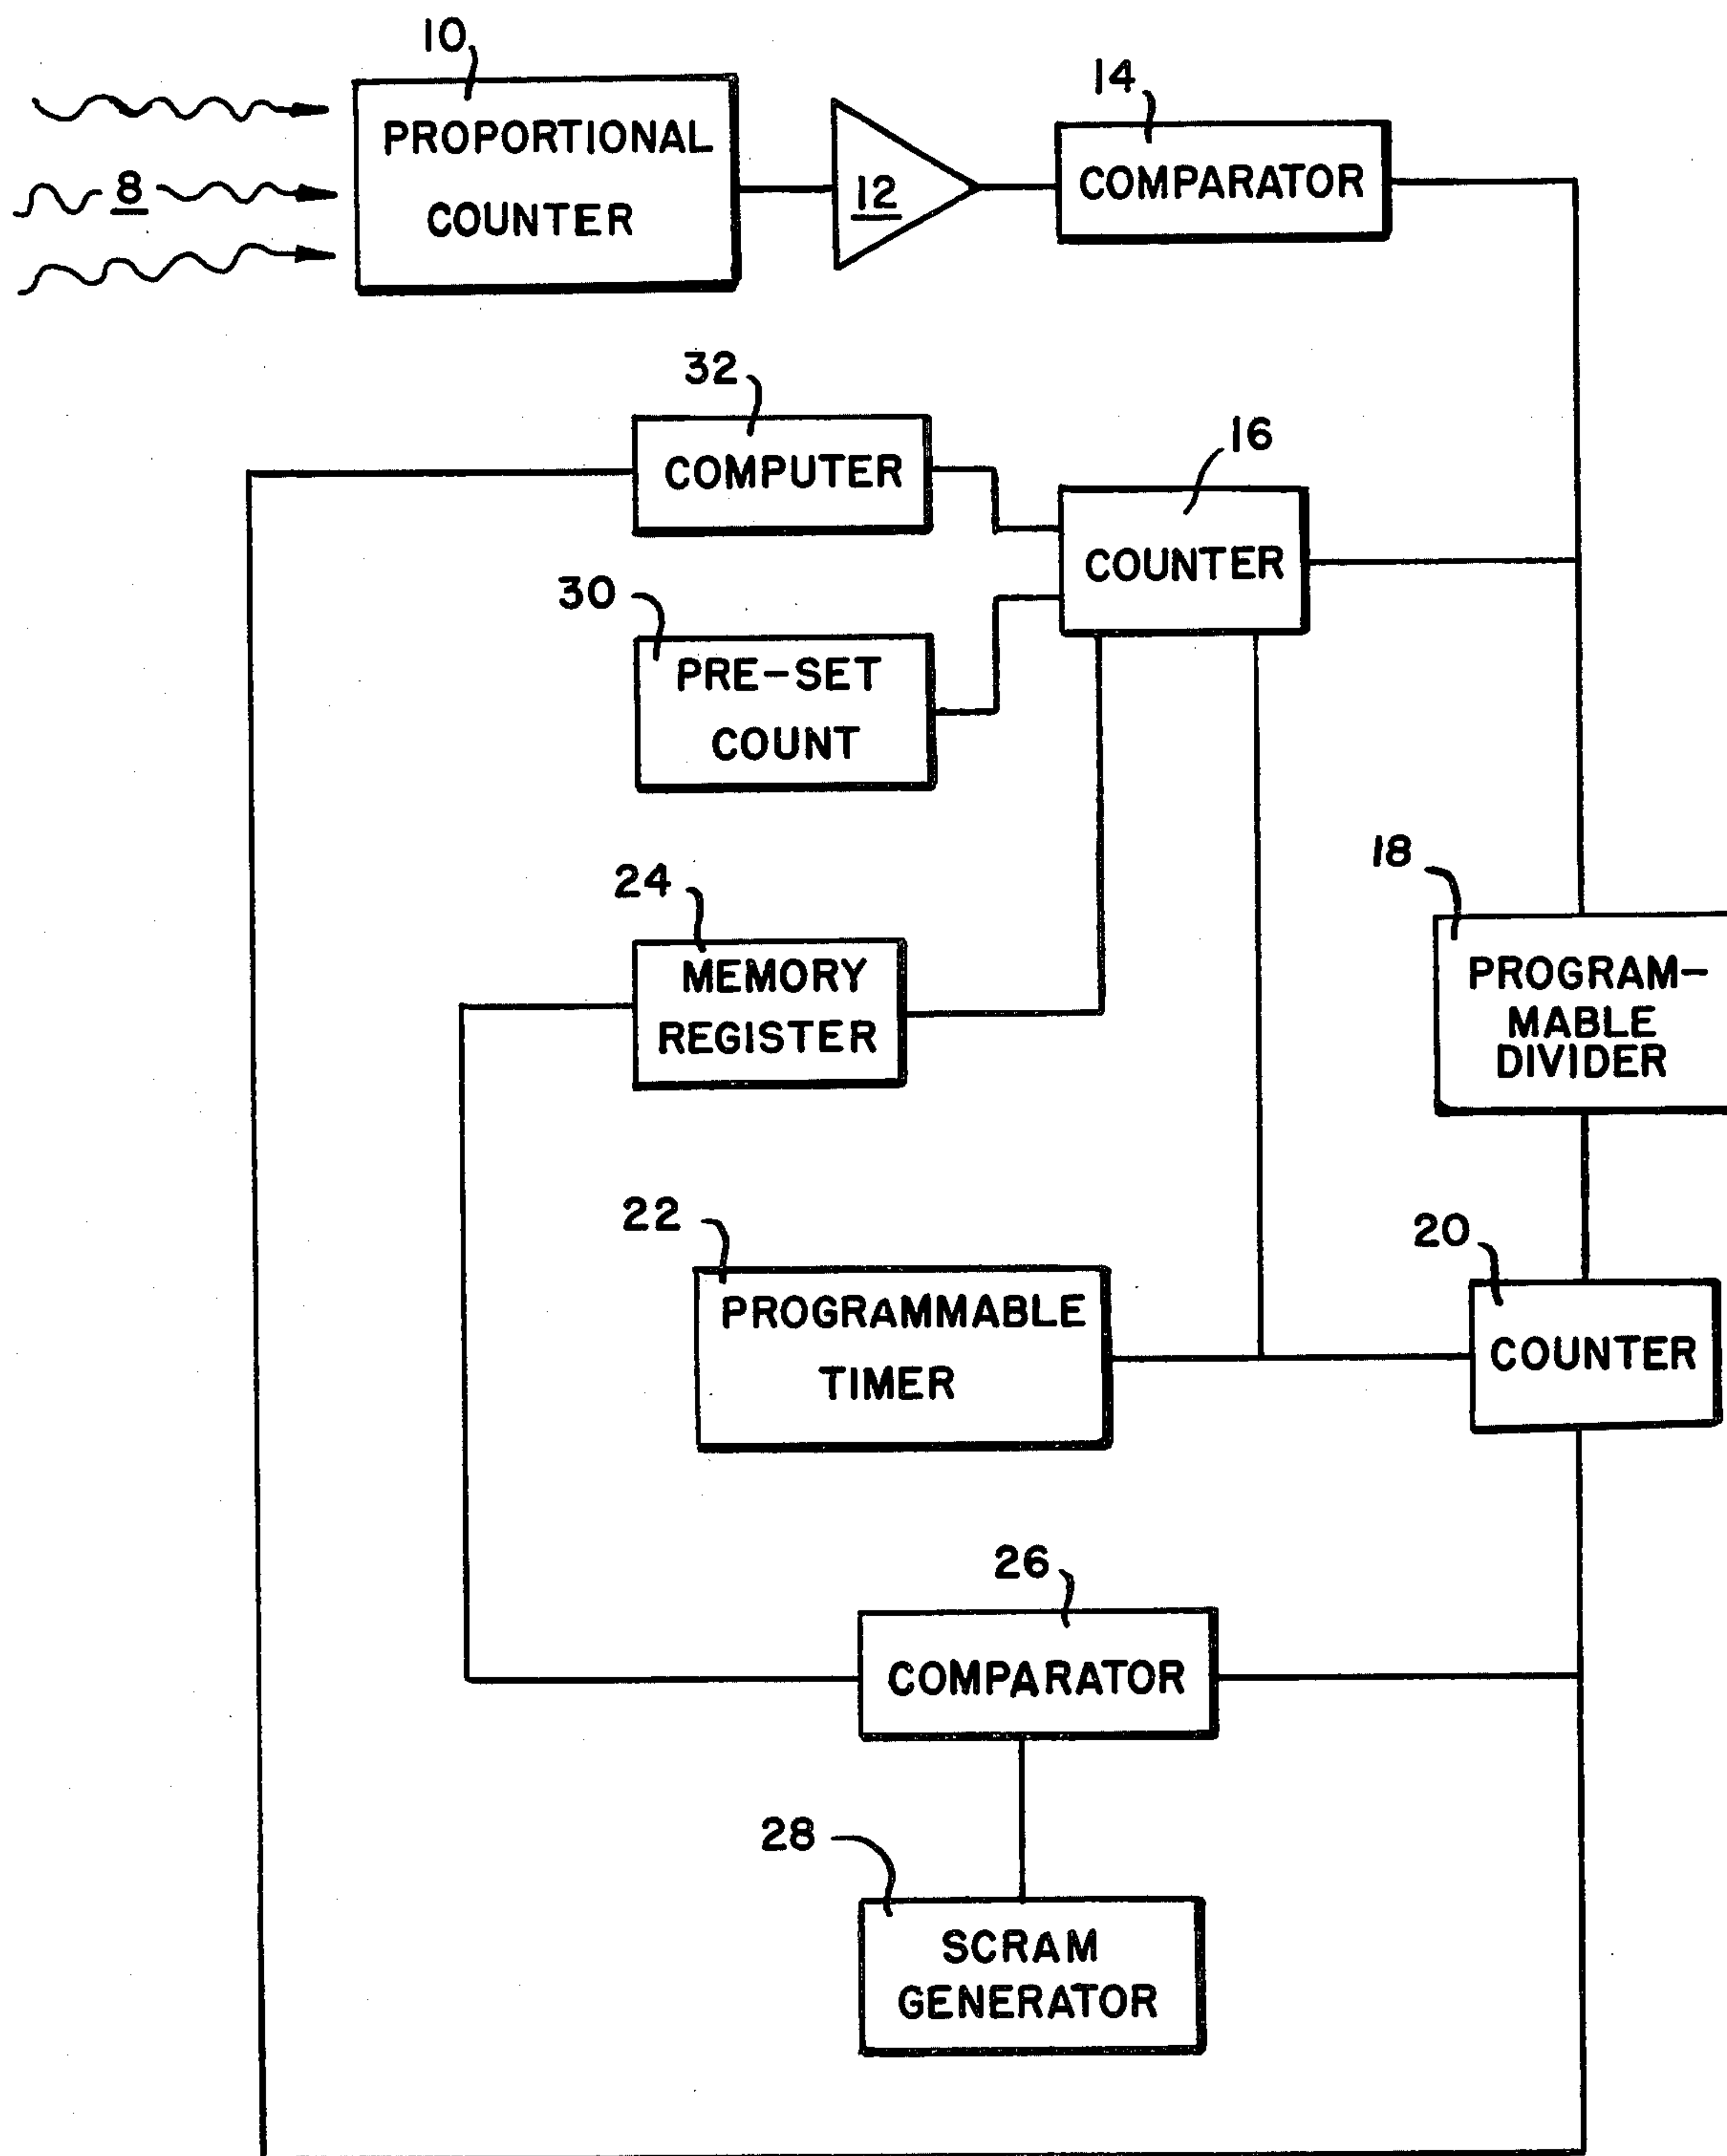 10
PROPORTIONAL
COUNTER
8
12
14
COMPARATOR
32
COMPUTER
16
COUNTER
30
PRE-SET
COUNT
24
MEMORY
REGISTER
18
PROGRAM-
MABLE
DIVIDER
22
PROGRAMMABLE
TIMER
20
COUNTER
26
COMPARATOR
28
SCRAM
GENERATOR